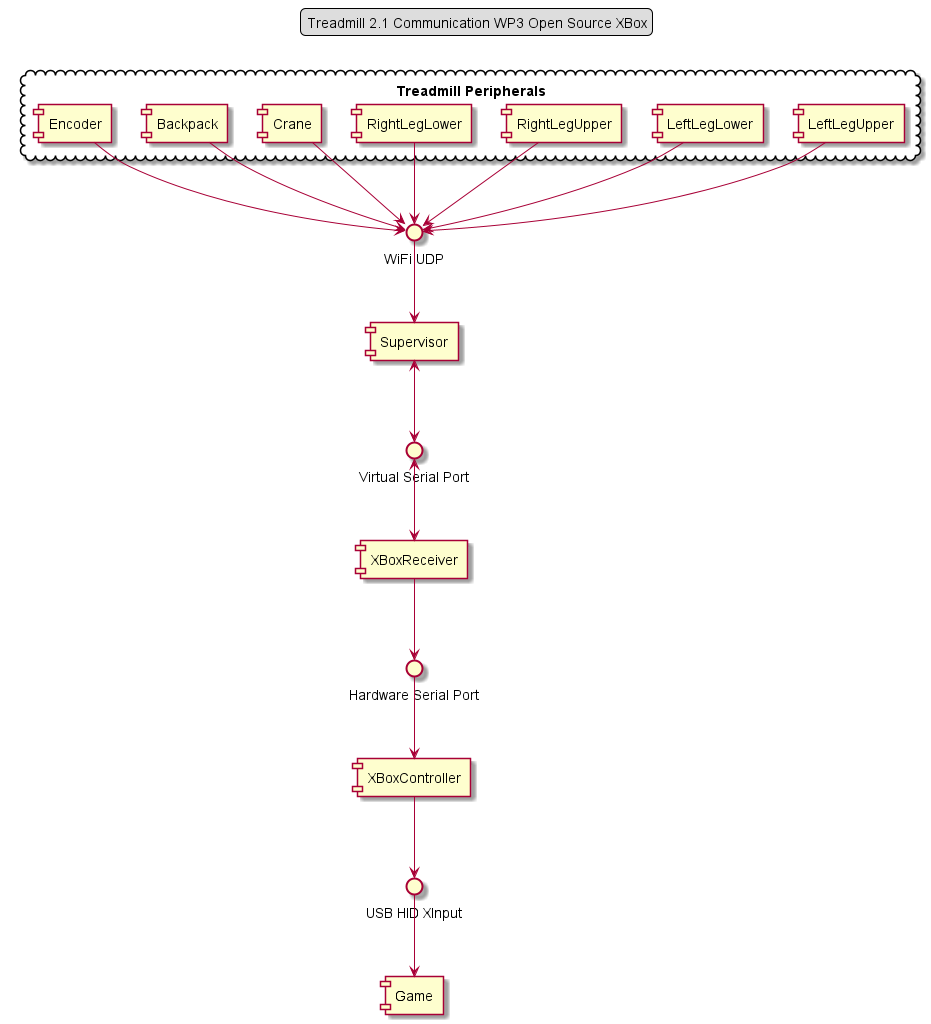 Treadmill 2.1 Communication WP3 Open Source XBox
Treadmill Peripherals
Encoder
Backpack
Crane
RightLegLower
RightLegUpper
LeftLegLower
LeftLegUpper
WiFi UDP
Supervisor
Virtual Serial Port
XBoxReceiver
Hardware Serial Port
XBoxController
USB HID XInput
Game